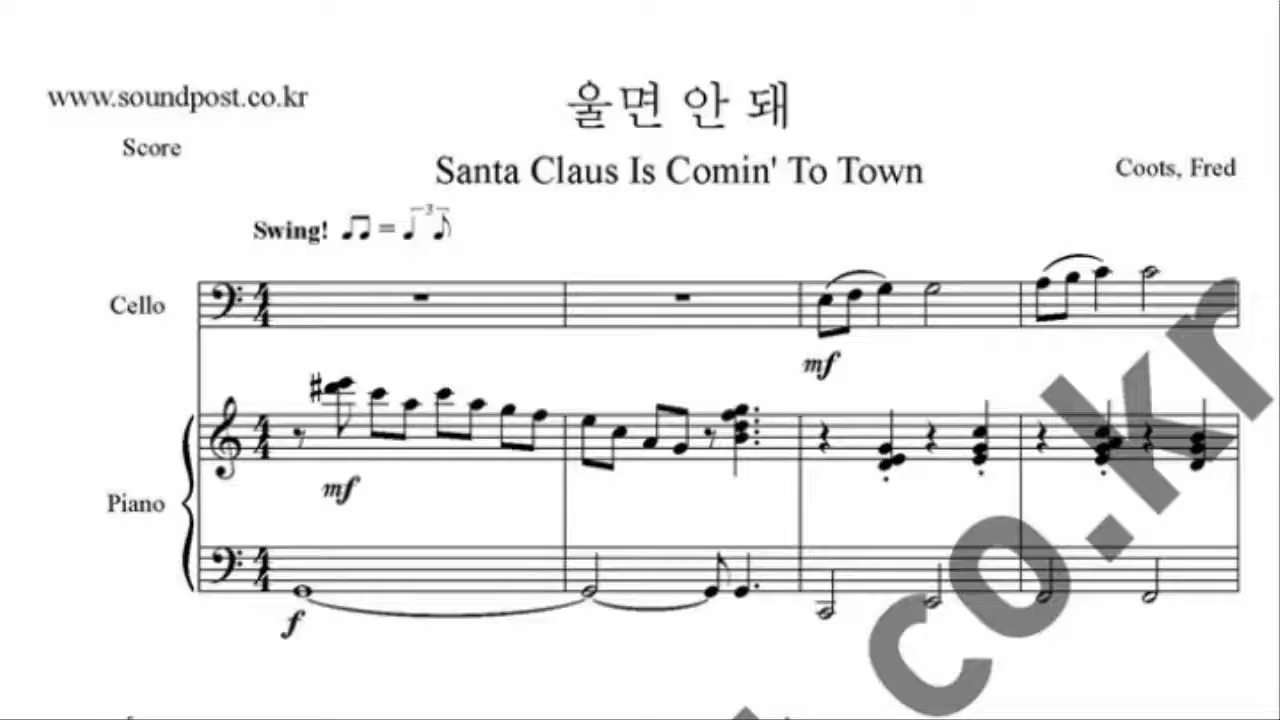 www.soundpost.co.kr
울면 안 돼
Score
Santa Claus Is Comin' To Town
Coots, Fred
Swing! ♫ = ♩ 3 ♪
Cello
mf
mf
Piano
f
co.kr